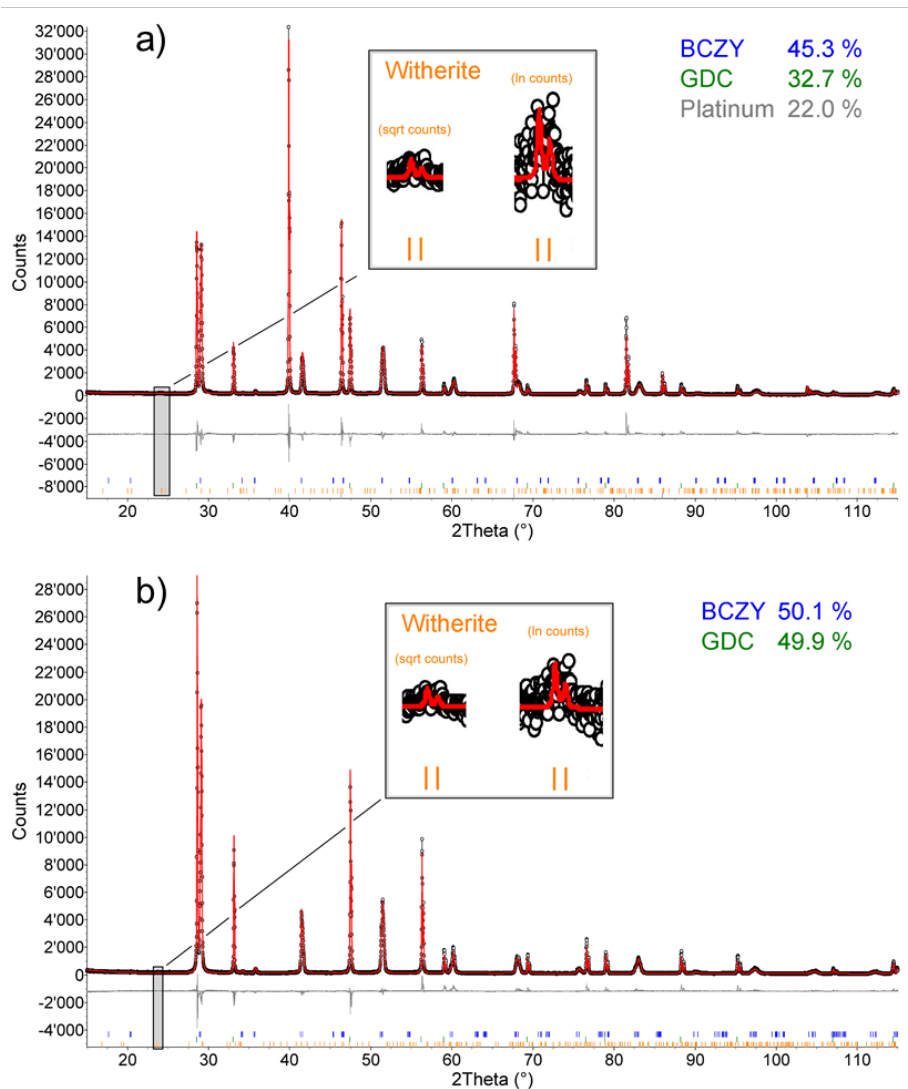 a)
BCZY 45.3 %
GDC 32.7 %
Platinum 22.0 %
Witherite
(ln counts)
(sqrt counts)
32'000
30'000
28'000
26'000
24'000
22'000
20'000
18'000
16'000
14'000
12'000
10'000
8'000
6'000
4'000
2'000
0
-2'000
-4'000
-6'000
-8'000
Counts
20 30 40 50 60 70 80 90 100 110
2Theta (°)
b)
BCZY 50.1 %
GDC 49.9 %
Witherite
(ln counts)
(sqrt counts)
28'000
26'000
24'000
22'000
20'000
18'000
16'000
14'000
12'000
10'000
8'000
6'000
4'000
2'000
0
-2'000
-4'000
Counts
20 30 40 50 60 70 80 90 100 110
2Theta (°)